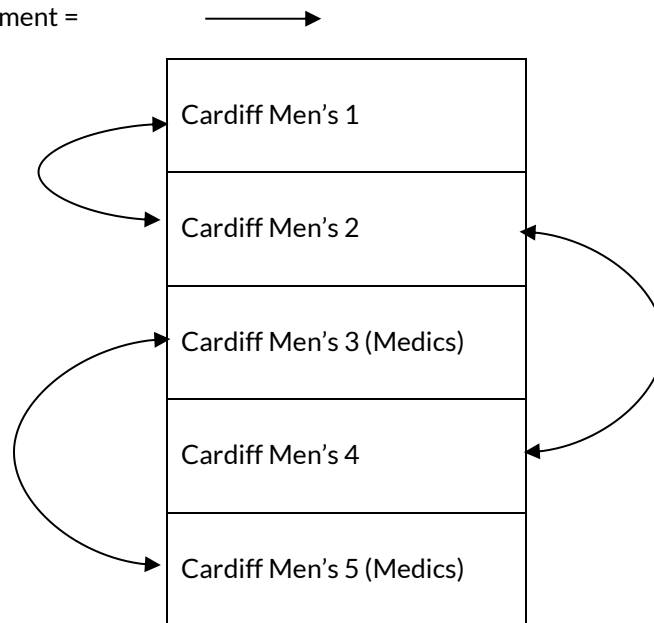 ment =
Cardiff Men’s 1
Cardiff Men’s 2
Cardiff Men’s 3 (Medics)
Cardiff Men’s 4
Cardiff Men’s 5 (Medics)